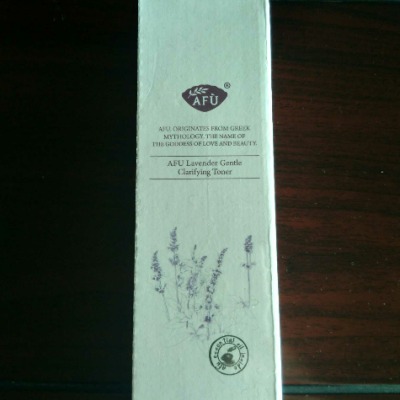 AFÙ®
AFU, ORIGINATES FROM GREEK
MYTHOLOGY, THE NAME OF
THE GODDESS OF LOVE AND BEAUTY.
AFU Lavender Gentle
Clarifying Toner